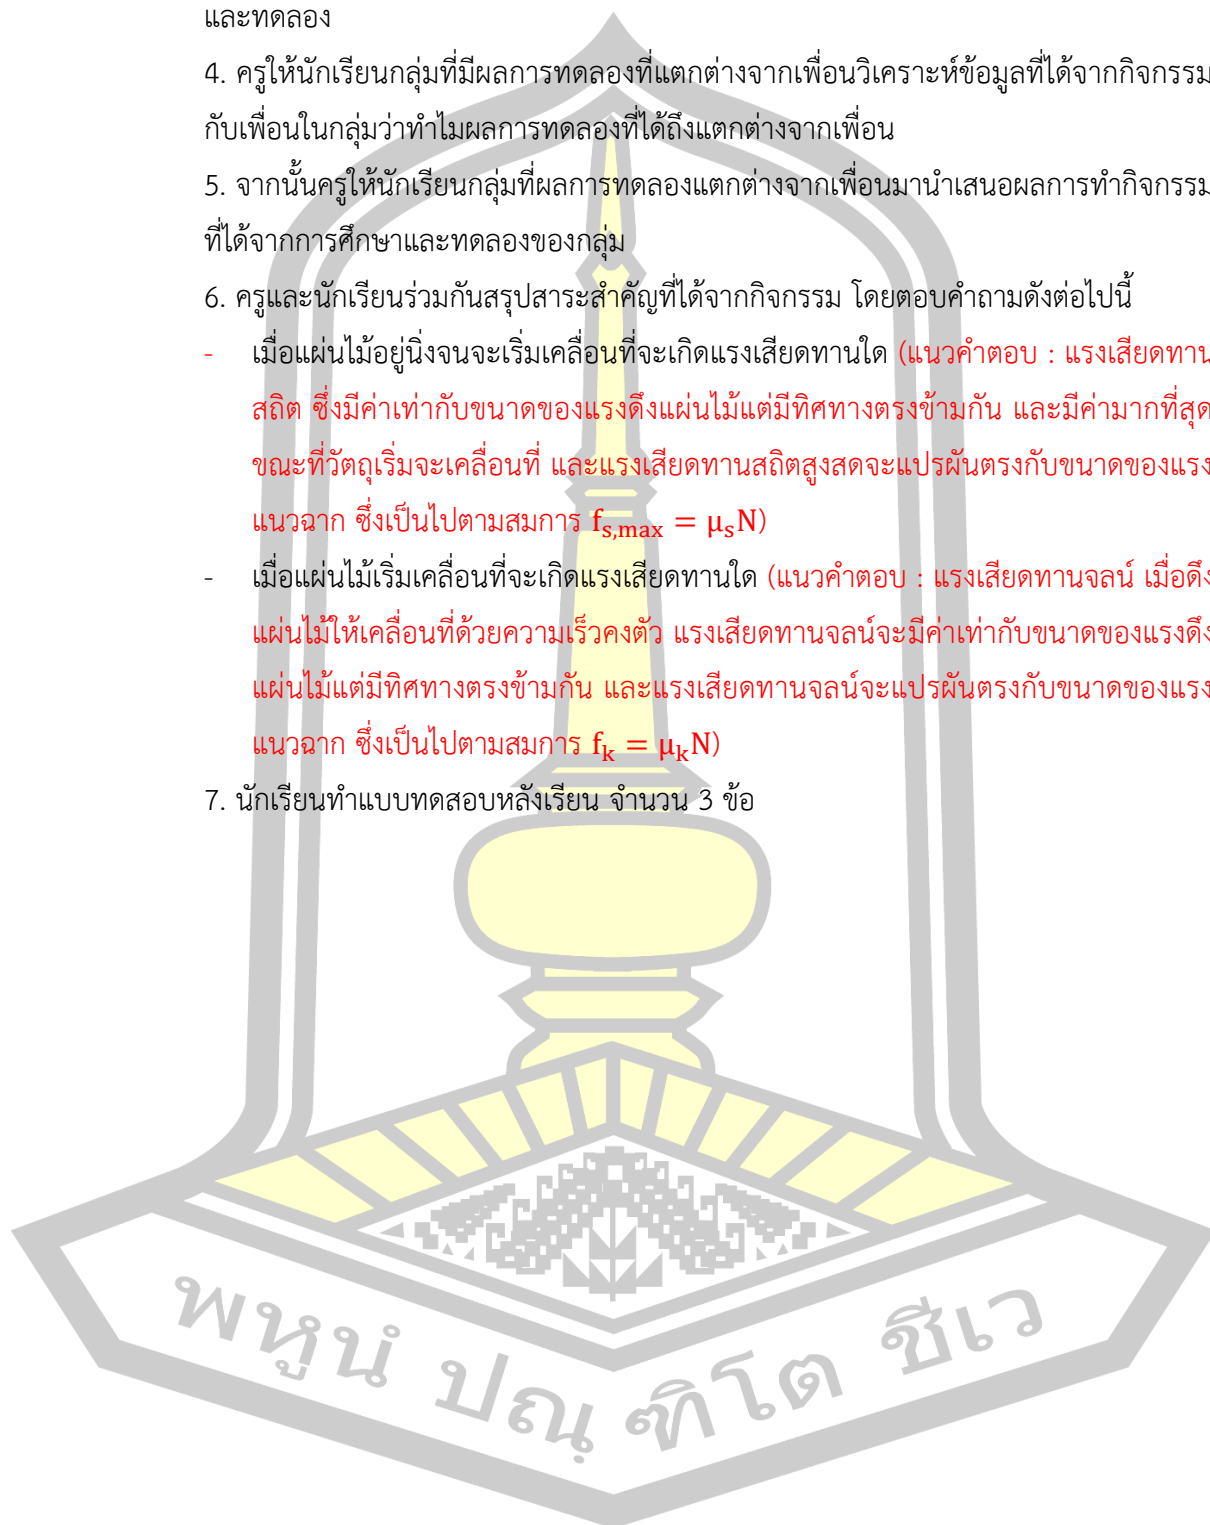 และทดลอง
4. ครูให้นักเรียนกลุ่มที่มีผลการทดลองที่แตกต่างจากเพื่อนวิเคราะห์ข้อมูลที่ได้จากกิจกรรม
กับเพื่อนในกลุ่มว่าทำไมผลการทดลองที่ได้ถึงแตกต่างจากเพื่อน
5. จากนั้นครูให้นักเรียนกลุ่มที่ผลการทดลองแตกต่างจากเพื่อนมานำเสนอผลการทำกิจกรรม
ที่ได้จากการศึกษาและทดลองของกลุ่ม
6. ครูและนักเรียนร่วมกันสรุปสาระสำคัญที่ได้จากกิจกรรม โดยตอบคำถามดังต่อไปนี้
- เมื่อแผ่นไม้อยู่นิ่งจนจะเริ่มเคลื่อนที่จะเกิดแรงเสียดทานใด (แนวคำตอบ : แรงเสียดทาน
สถิต ซึ่งมีค่าเท่ากับขนาดของแรงดึงแผ่นไม้แต่มีทิศทางตรงข้ามกัน และมีค่ามากที่สุด
ขณะที่วัตถุเริ่มจะเคลื่อนที่ และแรงเสียดทานสถิตสูงสดจะแปรผันตรงกับขนาดของแรง
แนวฉาก ซึ่งเป็นไปตามสมการ f_{s,max} = μ_sN)
- เมื่อแผ่นไม้เริ่มเคลื่อนที่จะเกิดแรงเสียดทานใด (แนวคำตอบ : แรงเสียดทานจลน์ เมื่อดึง
แผ่นไม้ให้เคลื่อนที่ด้วยความเร็วคงตัว แรงเสียดทานจลน์จะมีค่าเท่ากับขนาดของแรงดึง
แผ่นไม้แต่มีทิศทางตรงข้ามกัน และแรงเสียดทานจลน์จะแปรผันตรงกับขนาดของแรง
แนวฉาก ซึ่งเป็นไปตามสมการ f_k = μ_kN)
7. นักเรียนทำแบบทดสอบหลังเรียน จำนวน 3 ข้อ
พหูนํ ปณฺฑิโต ชีเว